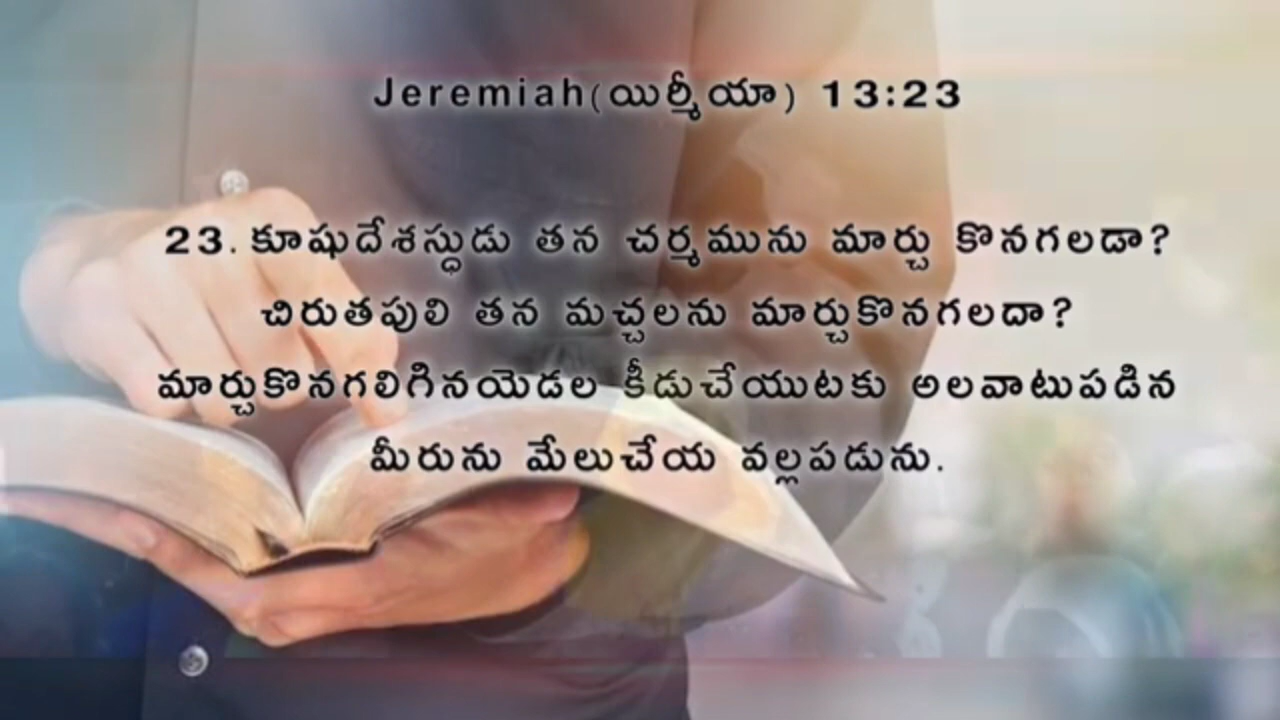 Jeremiah(యిర్మీయా) 13:23
23. కూషుదేశస్ధుడు తన చర్మమును మార్చు కొనగలడా?
చిరుతపులి తన మచ్చలను మార్చుకొనగలదా?
మార్చుకొనగలిగినయెడల కీడుచేయుటకు అలవాటుపడిన
మీరును మేలుచేయ వల్లపడును.